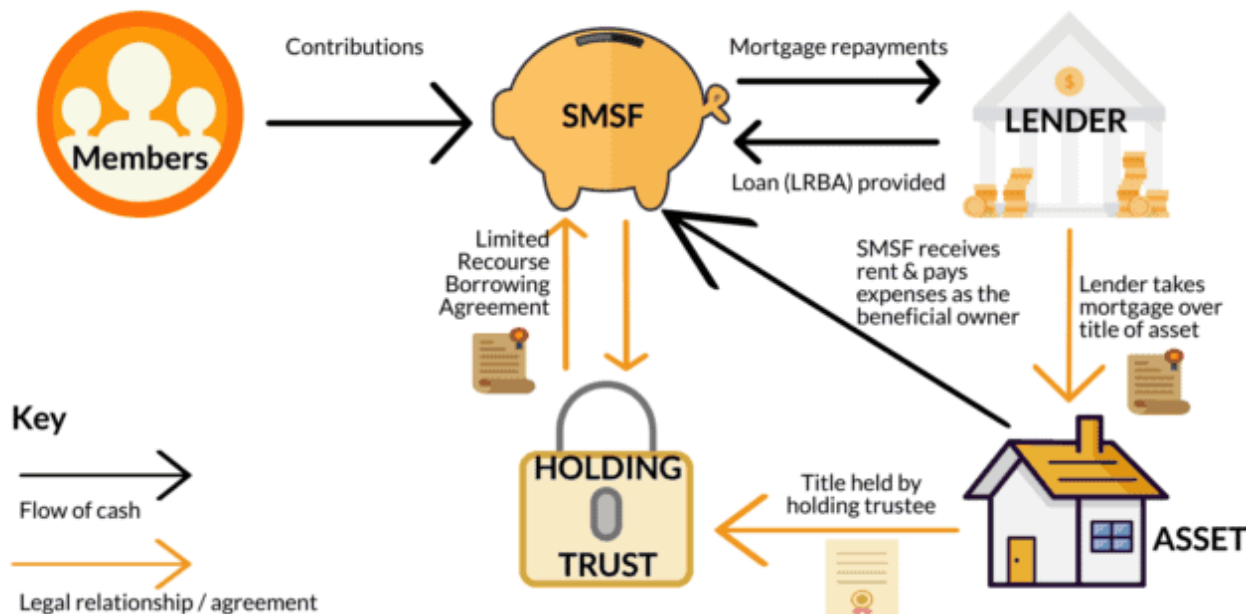 Members
Contributions
SMSF
Mortgage repayments
Loan (LRBA) provided
LENDER
Limited
Recourse
Borrowing
Agreement
SMSF receives
rent & pays
expenses as the
beneficial owner
Lender takes
mortgage over
title of asset
Key
Flow of cash
Legal relationship / agreement
HOLDING
TRUST
Title held by
holding trustee
ASSET
$